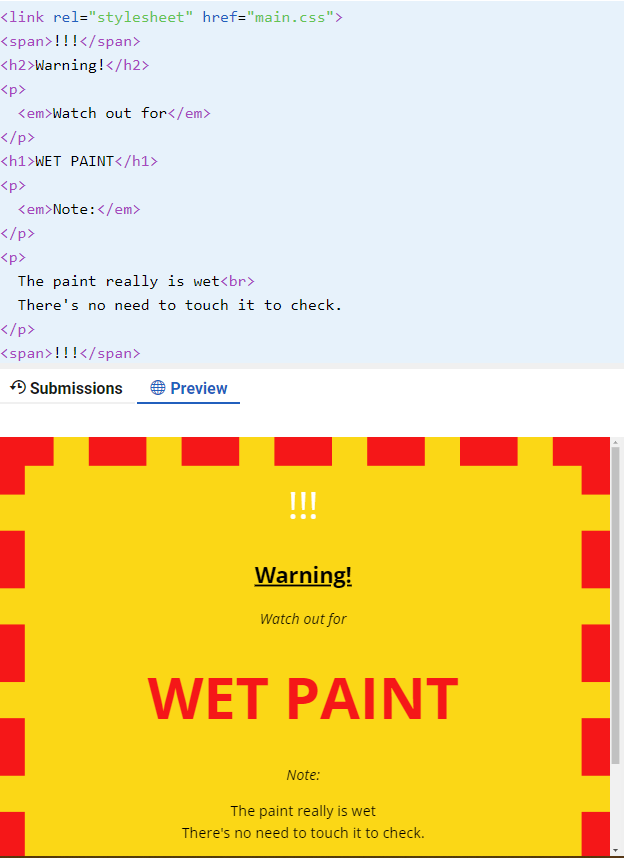 <link rel="stylesheet" href="main.css">
<span>!!!</span>
<h2>Warning!</h2>
<p>
  <em>Watch out for</em>
</p>
<h1>WET PAINT</h1>
<p>
  <em>Note:</em>
</p>
<p>
  The paint really is wet<br>
  There's no need to touch it to check.
</p>
<span>!!!</span>
Submissions Preview
!!!
Warning!
Watch out for
WET PAINT
Note:
The paint really is wet
There's no need to touch it to check.